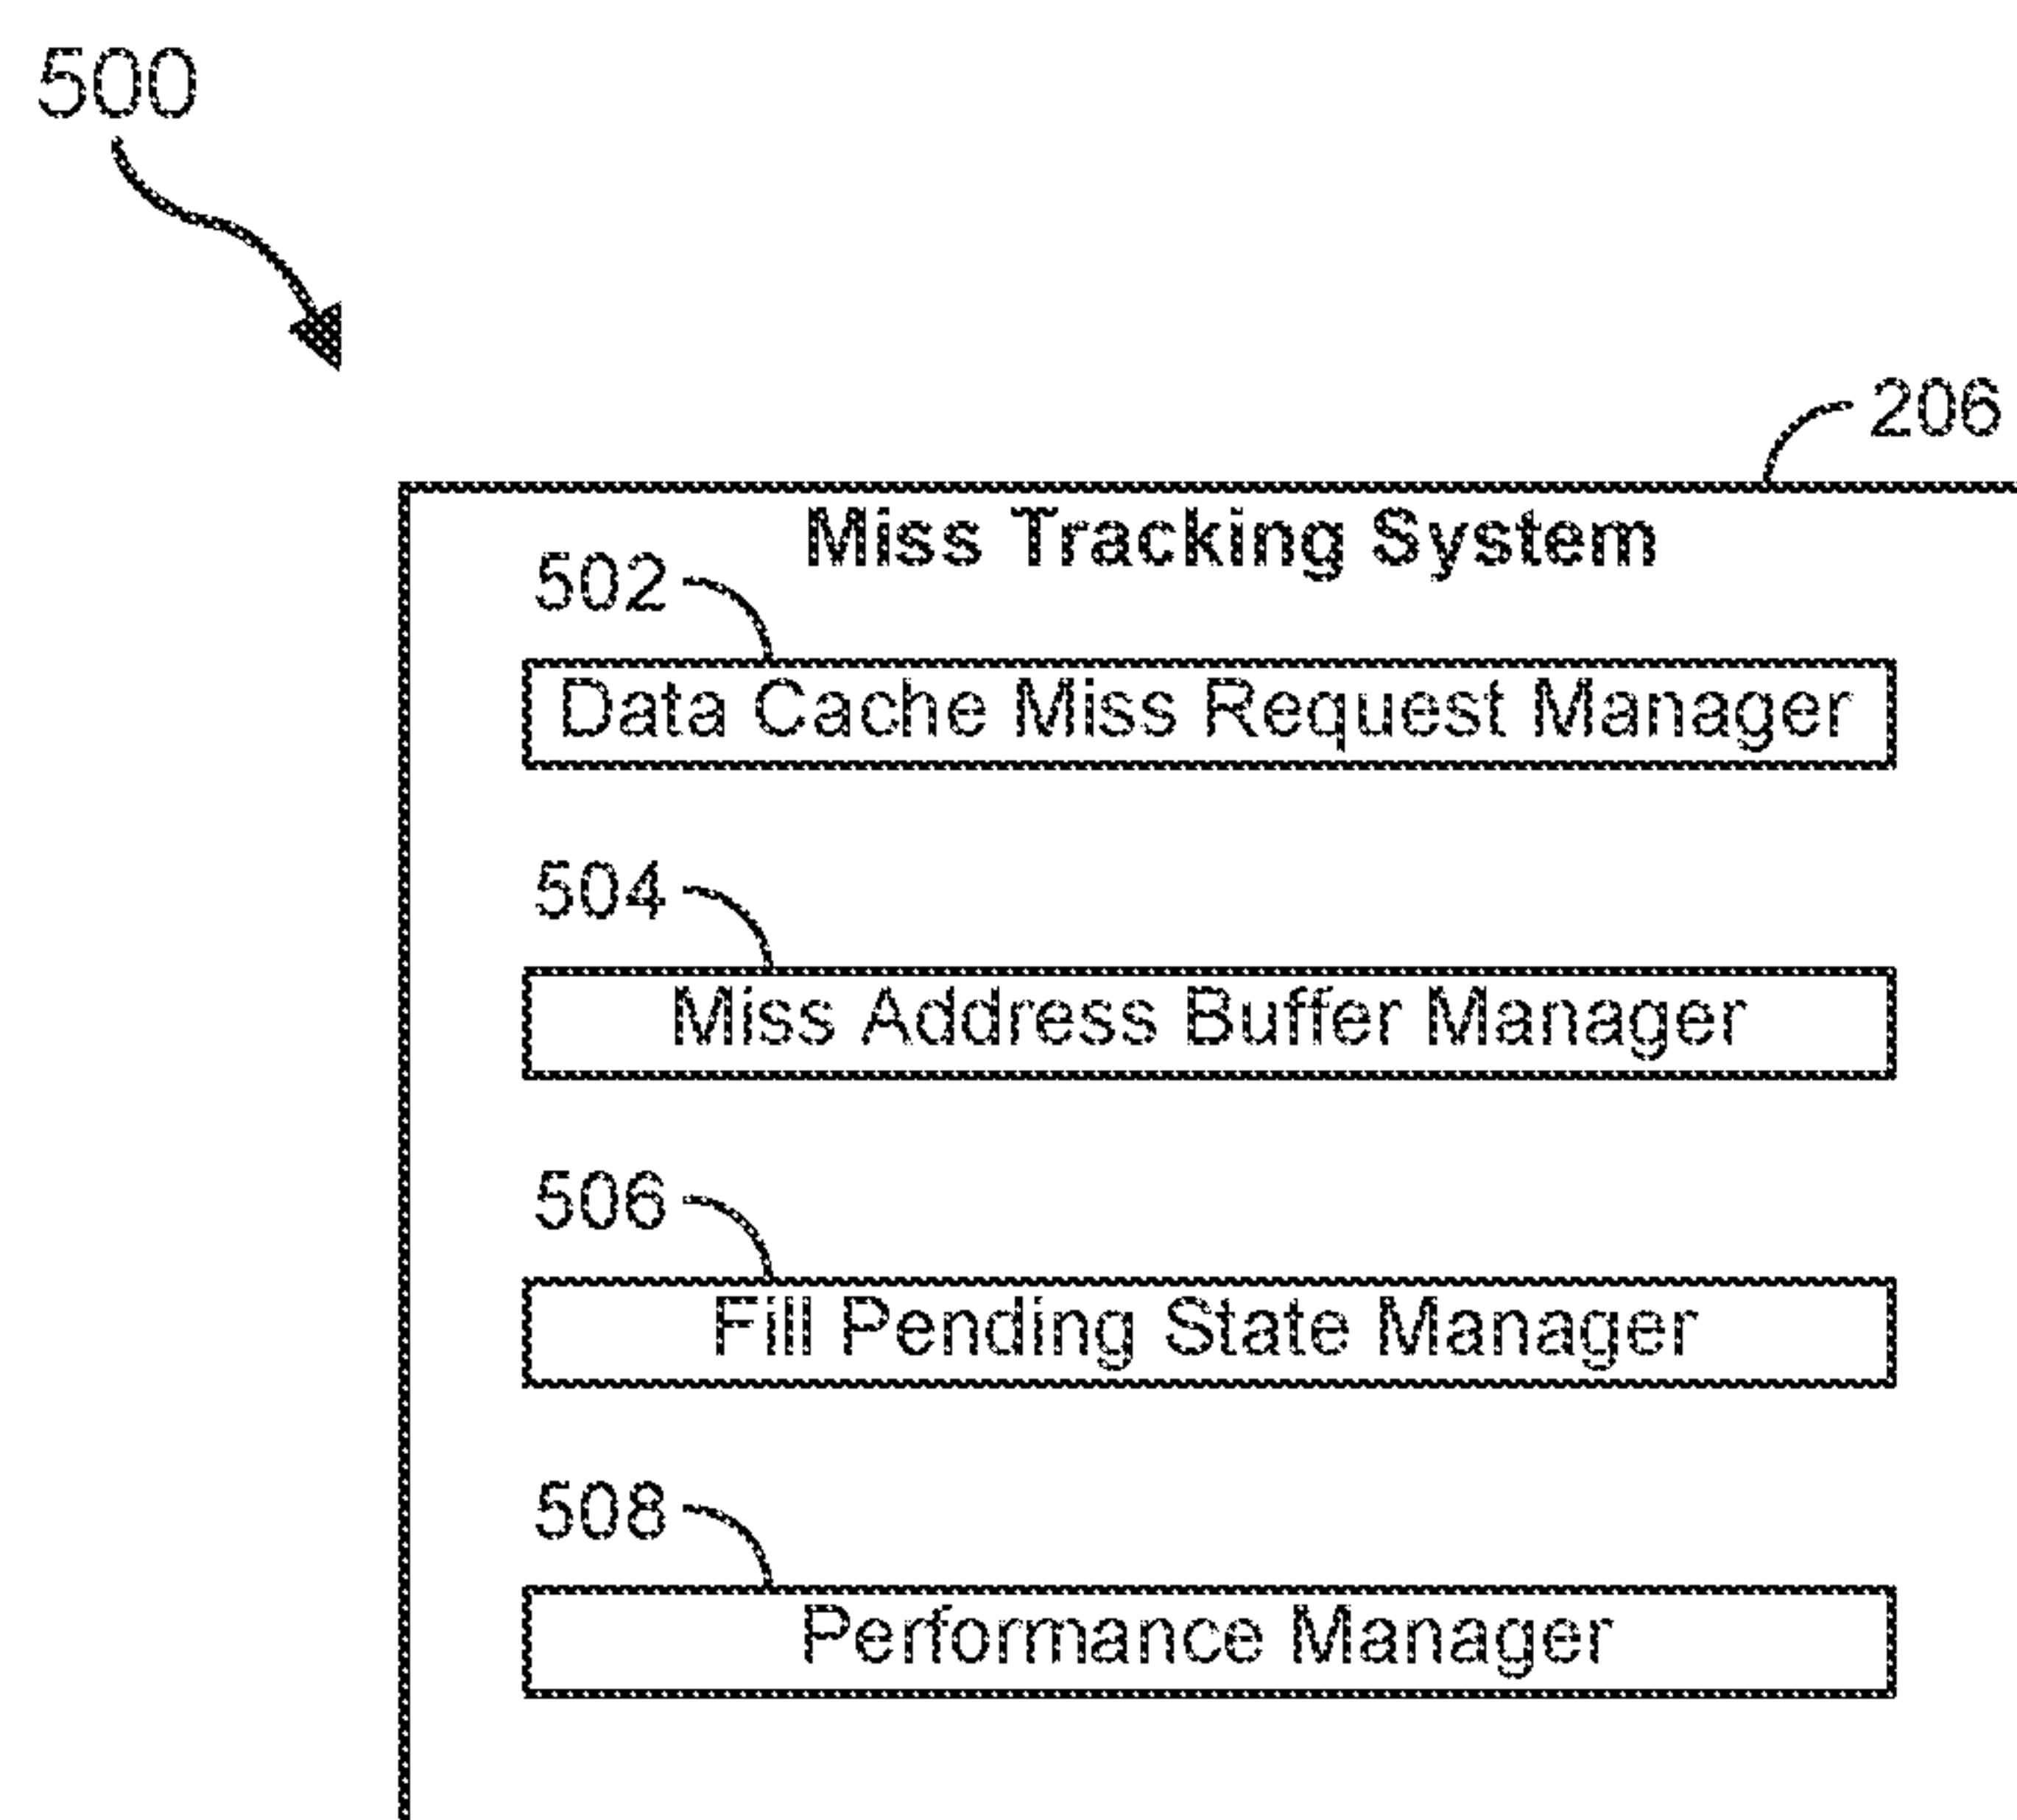 500
206
Miss Tracking System
502
Data Cache Miss Request Manager
504
Miss Address Buffer Manager
506
Fill Pending State Manager
508
Performance Manager